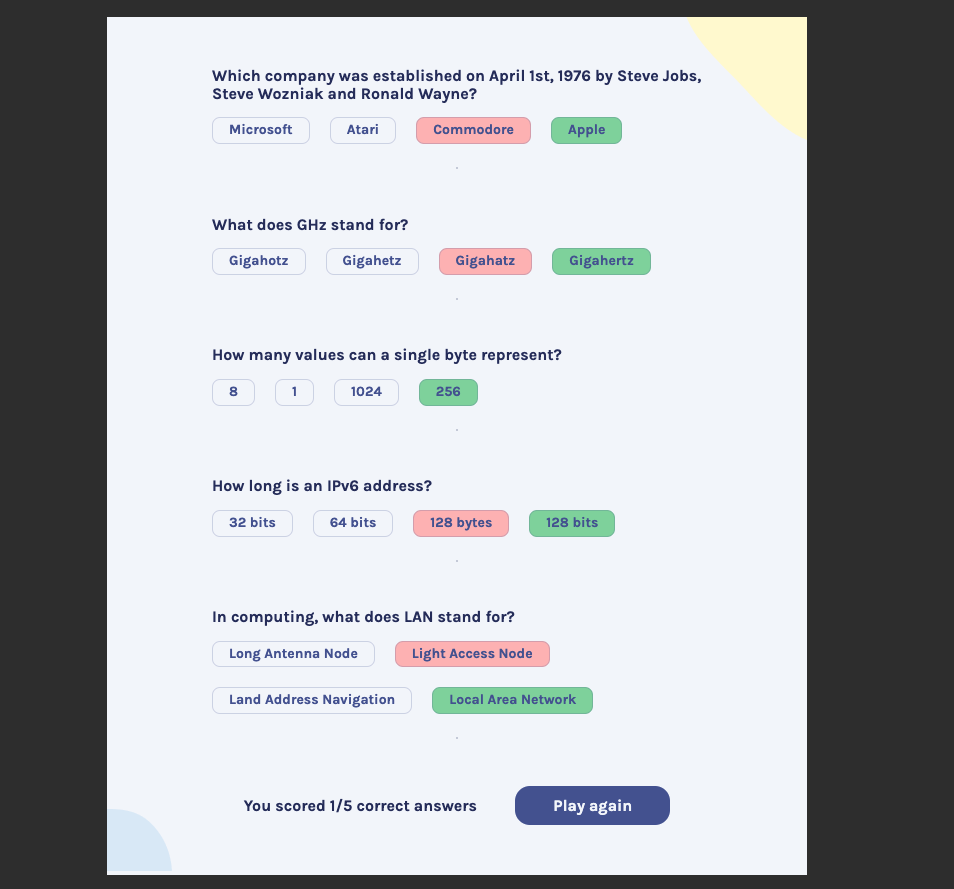 Which company was established on April 1st, 1976 by Steve Jobs,
Steve Wozniak and Ronald Wayne?
Microsoft Atari Commodore Apple
What does GHz stand for?
Gigahotz Gigahetz Gigahatz Gigahertz
How many values can a single byte represent?
8 1 1024 256
How long is an IPv6 address?
32 bits 64 bits 128 bytes 128 bits
In computing, what does LAN stand for?
Long Antenna Node Light Access Node
Land Address Navigation Local Area Network
You scored 1/5 correct answers Play again